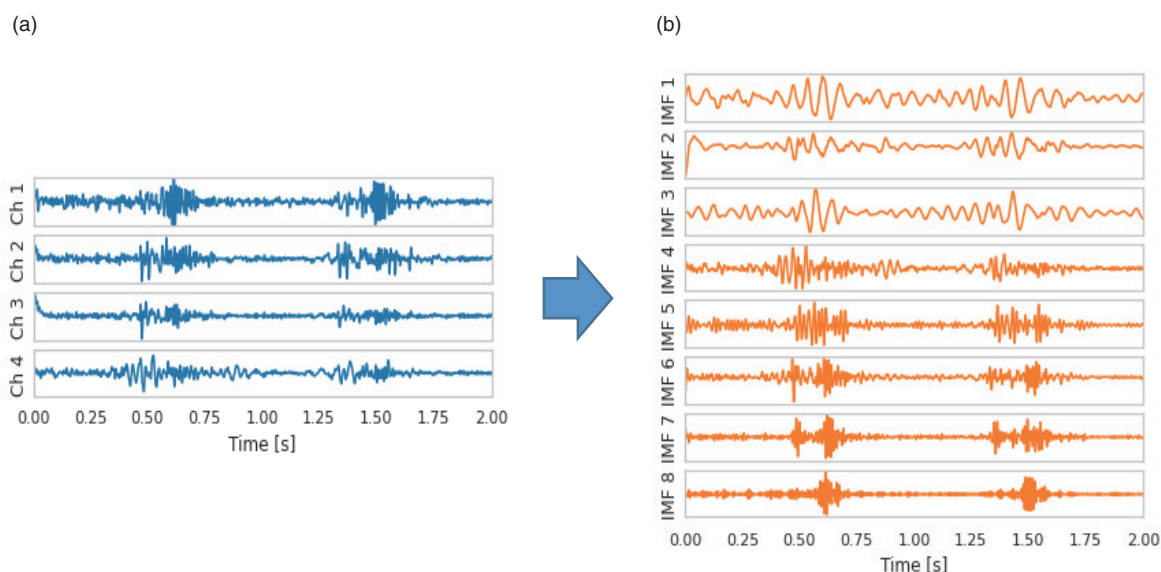 (a)
Ch 1
Ch 2
Ch 3
Ch 4
0.00 0.25 0.50 0.75 1.00 1.25 1.50 1.75 2.00
Time [s]
(b)
IMF 1
IMF 2
IMF 3
IMF 4
IMF 5
IMF 6
IMF 7
IMF 8
0.00 0.25 0.50 0.75 1.00 1.25 1.50 1.75 2.00
Time [s]